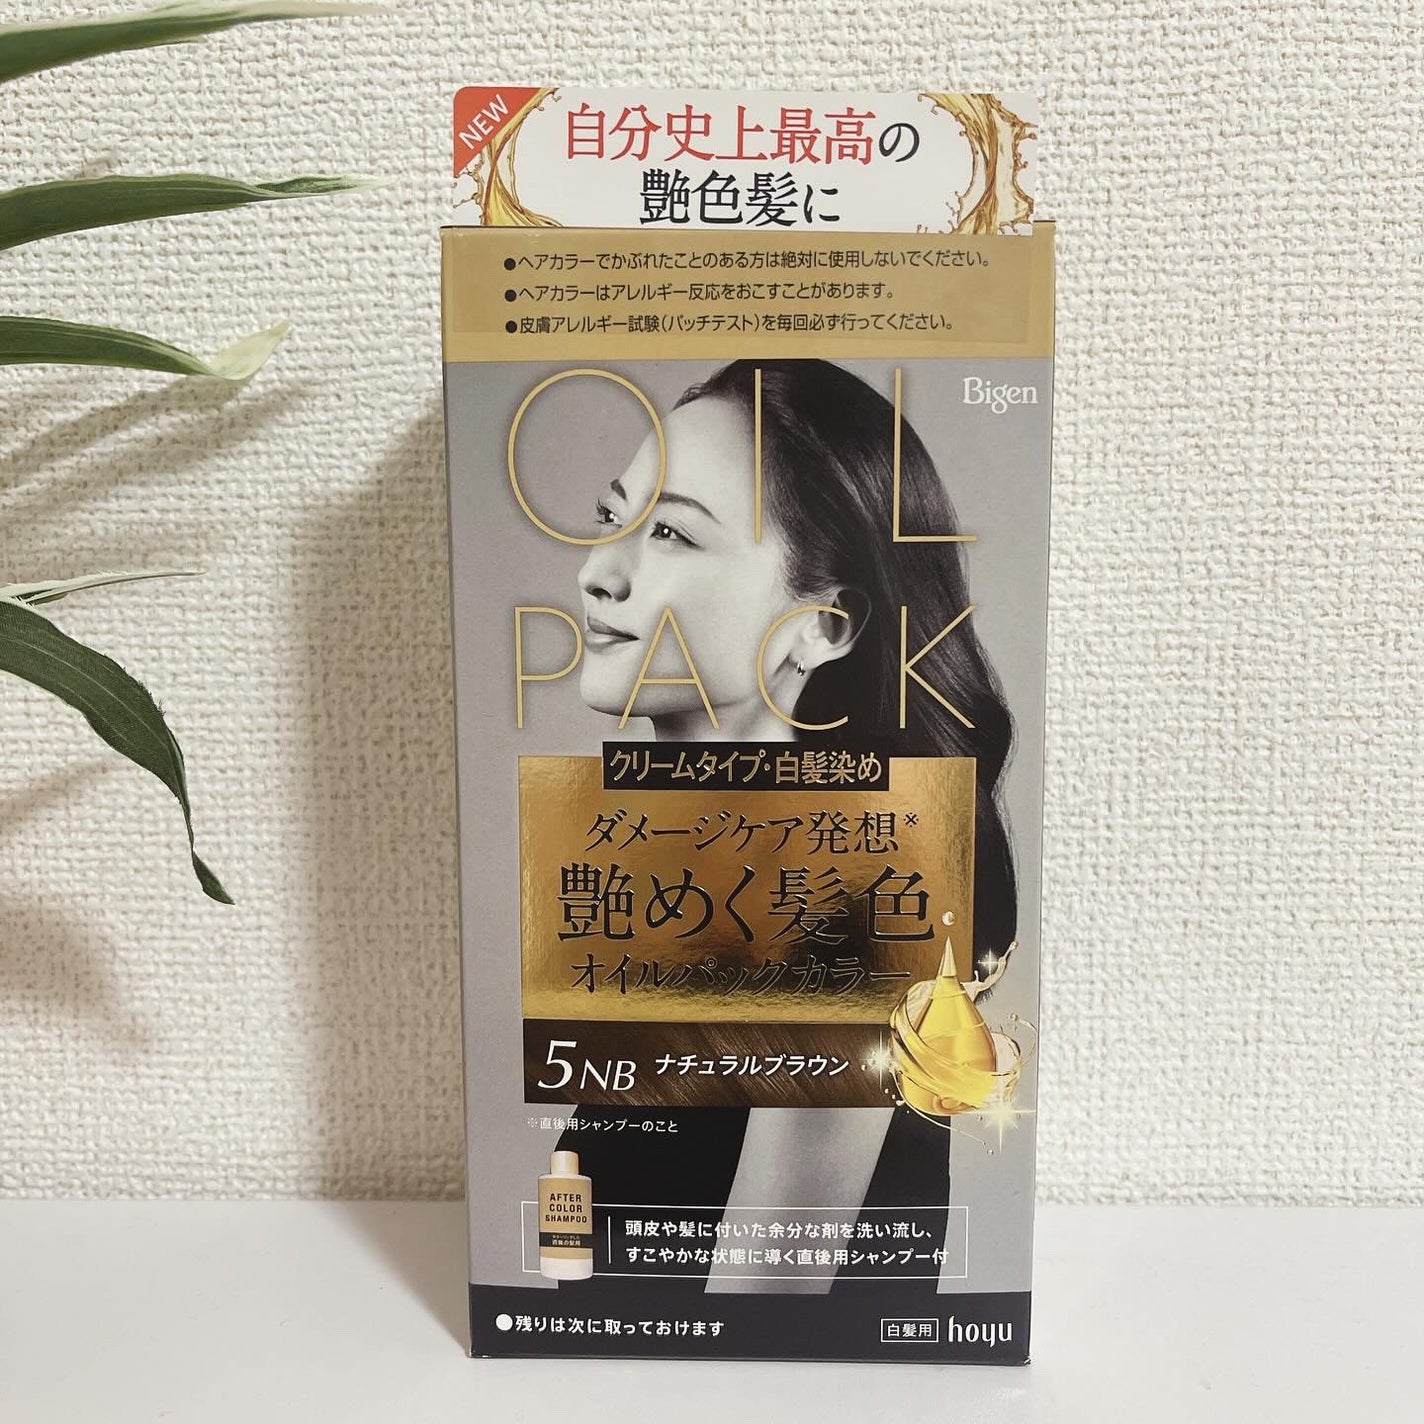 NEW
自分史上最高の
艶色髪に
●ヘアカラーでかぶれたことのある方は絶対に使用しないでください。
●ヘアカラーはアレルギー反応をおこすことがあります。
●皮膚アレルギー試験(パッチテスト)を毎回必ず行ってください。
Bigen
OIL
PACK
クリームタイプ・白髪染め
ダメージケア発想※
艶めく髪色
オイルパックカラー
5NB ナチュラルブラウン
※直後用シャンプーのこと
AFTER
COLOR
SHAMPOO
頭皮や髪に付いた余分な剤を洗い流し、
すこやかな状態に導く直後用シャンプー付
●残りは次に取っておけます
白髪用 hoyu